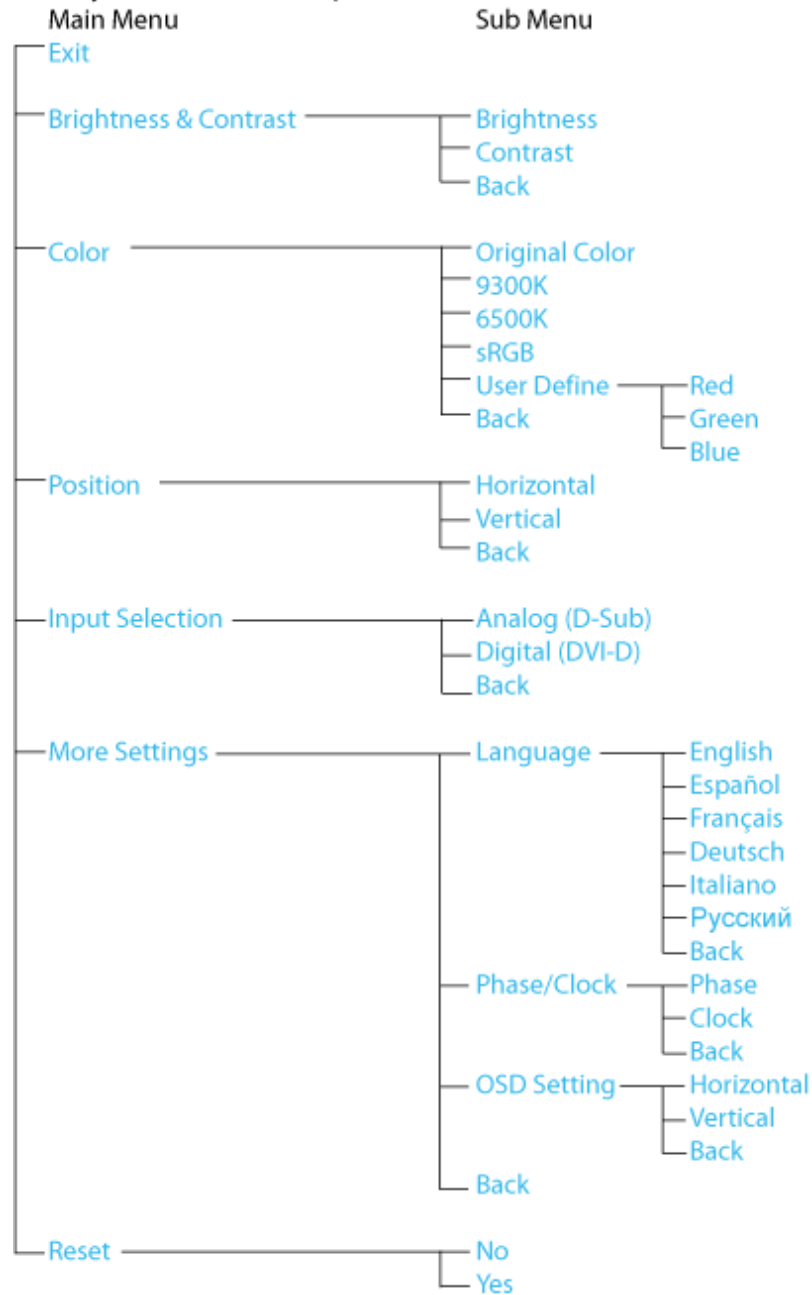 Main Menu Sub Menu
Exit
Brightness & Contrast Brightness
Contrast
Back
Color Original Color
9300K
6500K
sRGB
User Define Red
Back Green
Blue
Position Horizontal
Vertical
Back
Input Selection Analog (D-Sub)
Digital (DVI-D)
Back
More Settings Language English
Español
Français
Deutsch
Italiano
Русский
Back
Phase/Clock Phase
Clock
Back
OSD Setting Horizontal
Vertical
Back
Back
Reset No
Yes